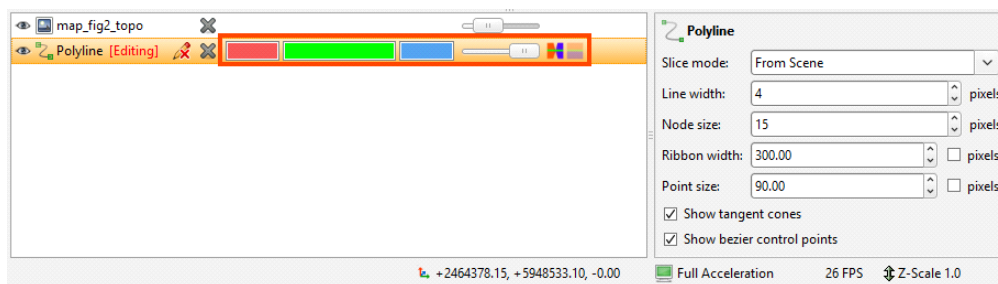 map_fig2_topo
Polyline [Editing]
Polyline
Slice mode: From Scene
Line width: 4 pixels
Node size: 15 pixels
Ribbon width: 300.00 pixels
Point size: 90.00 pixels
Show tangent cones
Show bezier control points
+2464378.15, +5948533.10, -0.00 Full Acceleration 26 FPS Z-Scale 1.0